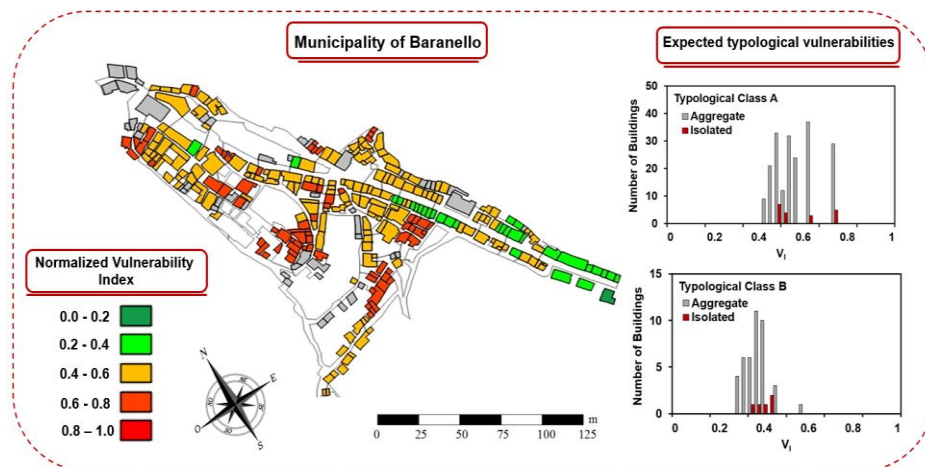 Municipality of Baranello
Expected typological vulnerabilities
Normalized Vulnerability
Index
0.0 - 0.2
0.2 - 0.4
0.4 - 0.6
0.6 - 0.8
0.8 – 1.0
N
E
S
O
0 25 50 75 100 125
m
Typological Class A
Aggregate
Isolated
Number of Buildings
50
40
30
20
10
0
0 0.2 0.4 0.6 0.8 1
VI
Typological Class B
Aggregate
Isolated
Number of Buildings
15
10
5
0
0 0.2 0.4 0.6 0.8 1
VI